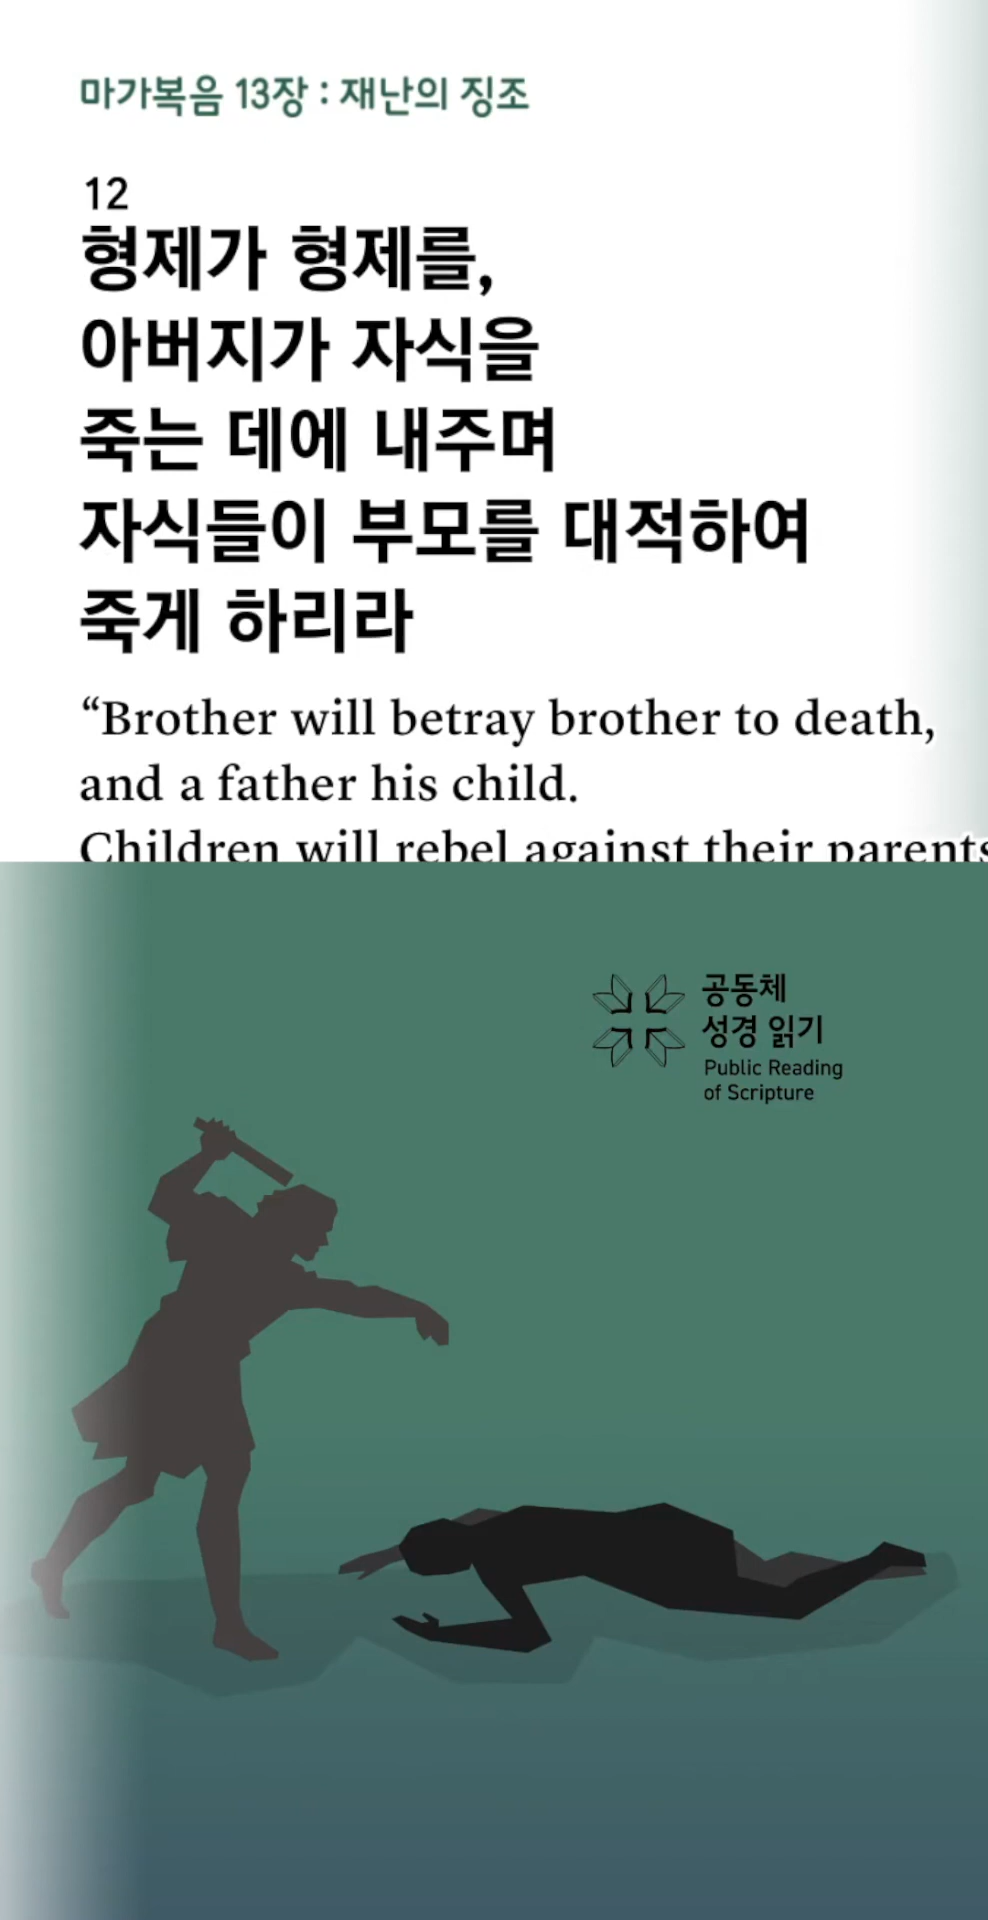 마가복음 13장 : 재난의 징조
12
형제가 형제를,
아버지가 자식을
죽는 데에 내주며
자식들이 부모를 대적하여
죽게 하리라
“Brother will betray brother to death,
and a father his child.
Children will rebel against their parents
공동체
성경 읽기
Public Reading
of Scripture